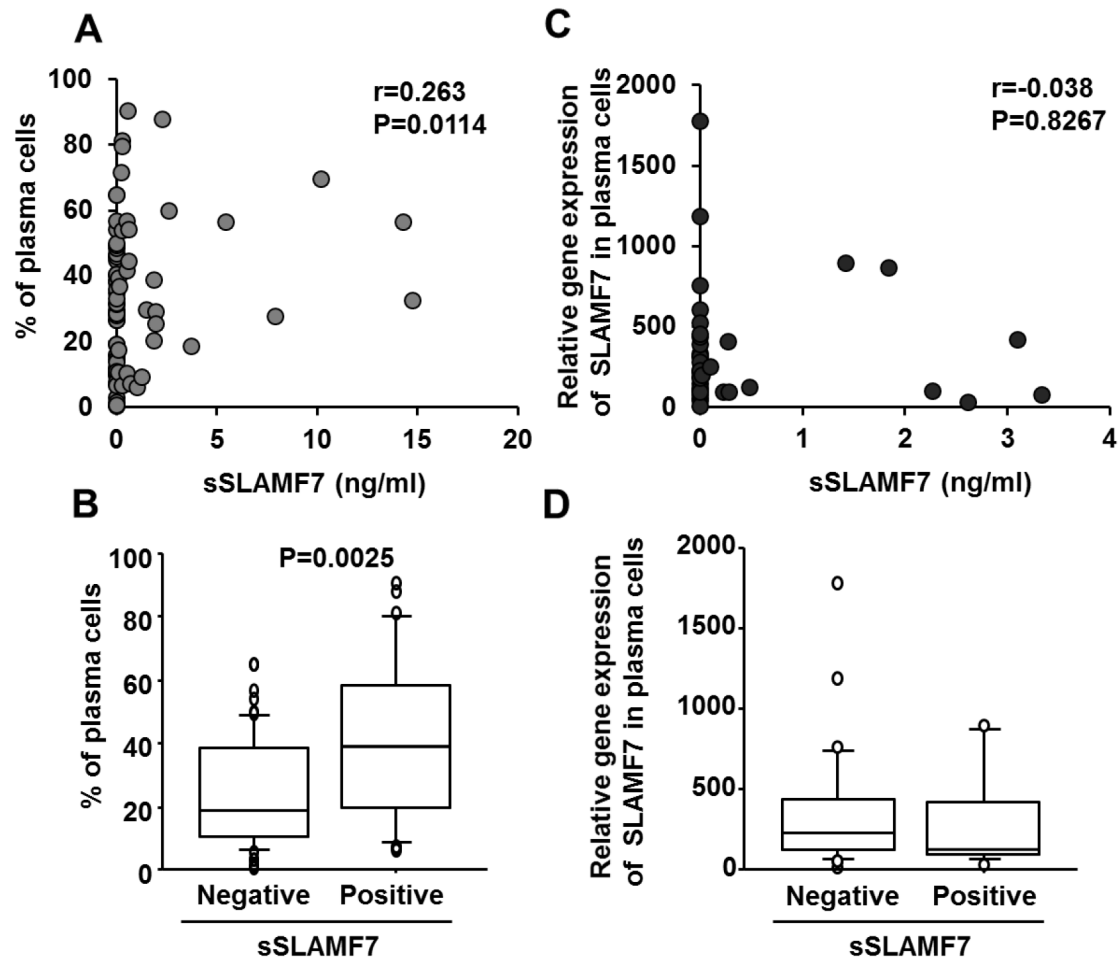 A
% of plasma cells
100
80
60
40
20
0
r=0.263
P=0.0114
0 5 10 15 20
sSLAMF7 (ng/ml)
C
Relative gene expression
of SLAMF7 in plasma cells
2000
1500
1000
500
0
r=-0.038
P=0.8267
0 1 2 3 4
sSLAMF7 (ng/ml)
B
% of plasma cells
100
80
60
40
20
0
P=0.0025
Negative Positive
sSLAMF7
D
Relative gene expression
of SLAMF7 in plasma cells
2000
1500
1000
500
0
Negative Positive
sSLAMF7